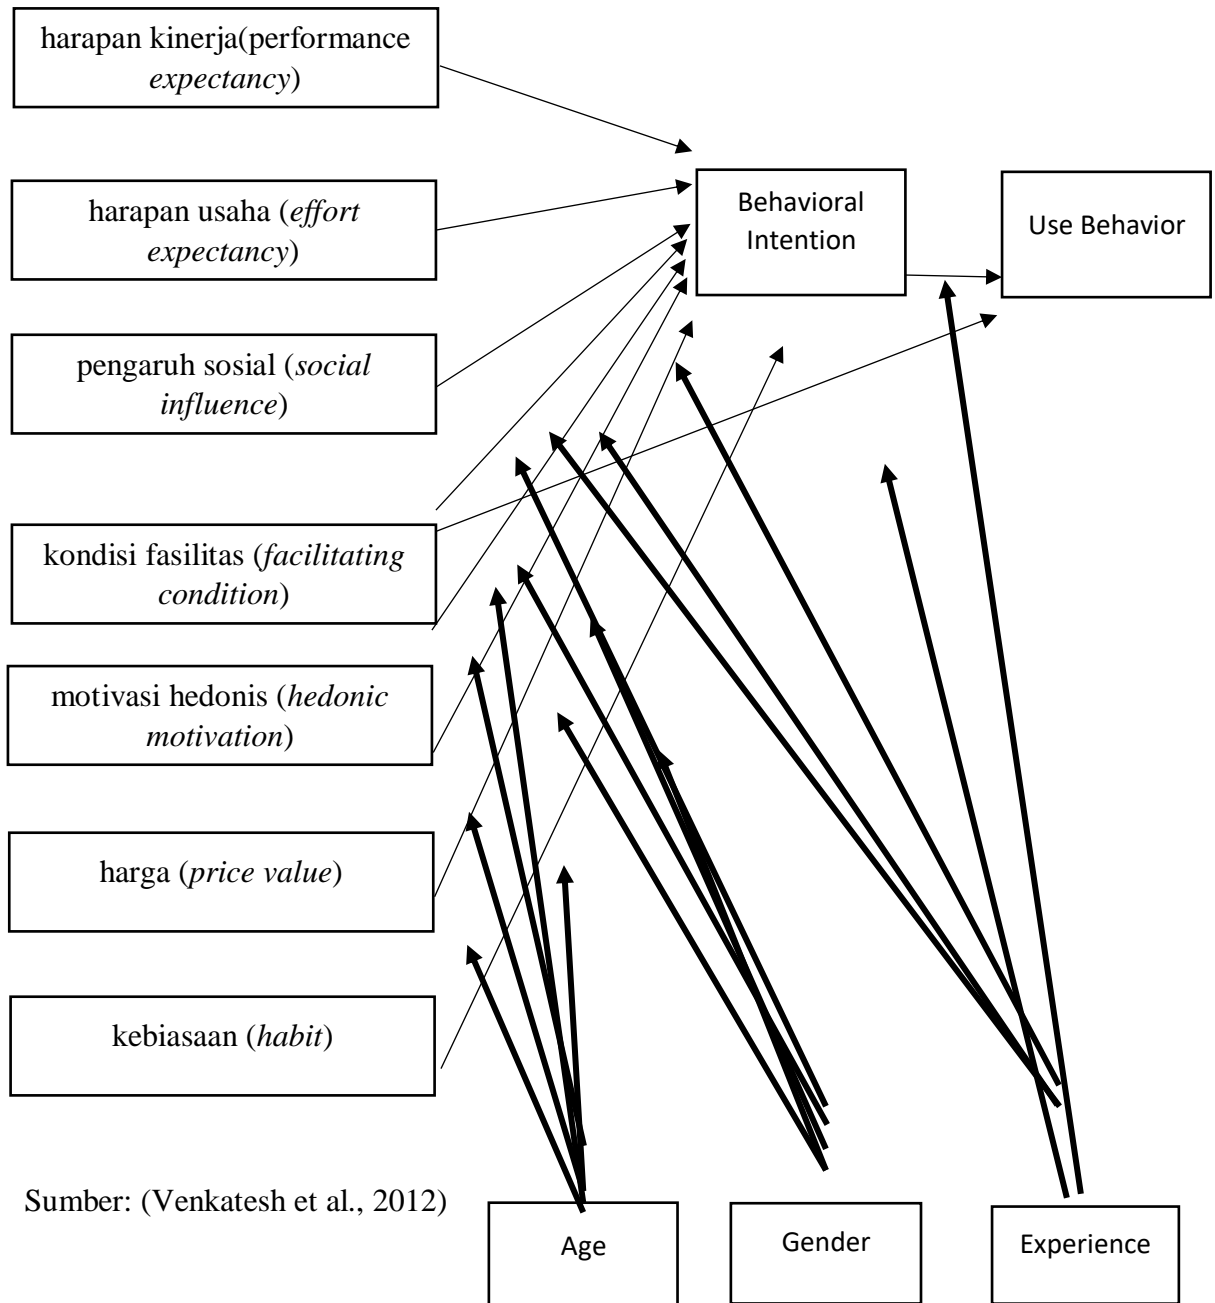 harapan kinerja(performance
expectancy)
harapan usaha (effort
expectancy)
pengaruh sosial (social
influence)
kondisi fasilitas (facilitating
condition)
motivasi hedonis (hedonic
motivation)
harga (price value)
kebiasaan (habit)
Behavioral
Intention
Use Behavior
Sumber: (Venkatesh et al., 2012)
Age
Gender
Experience